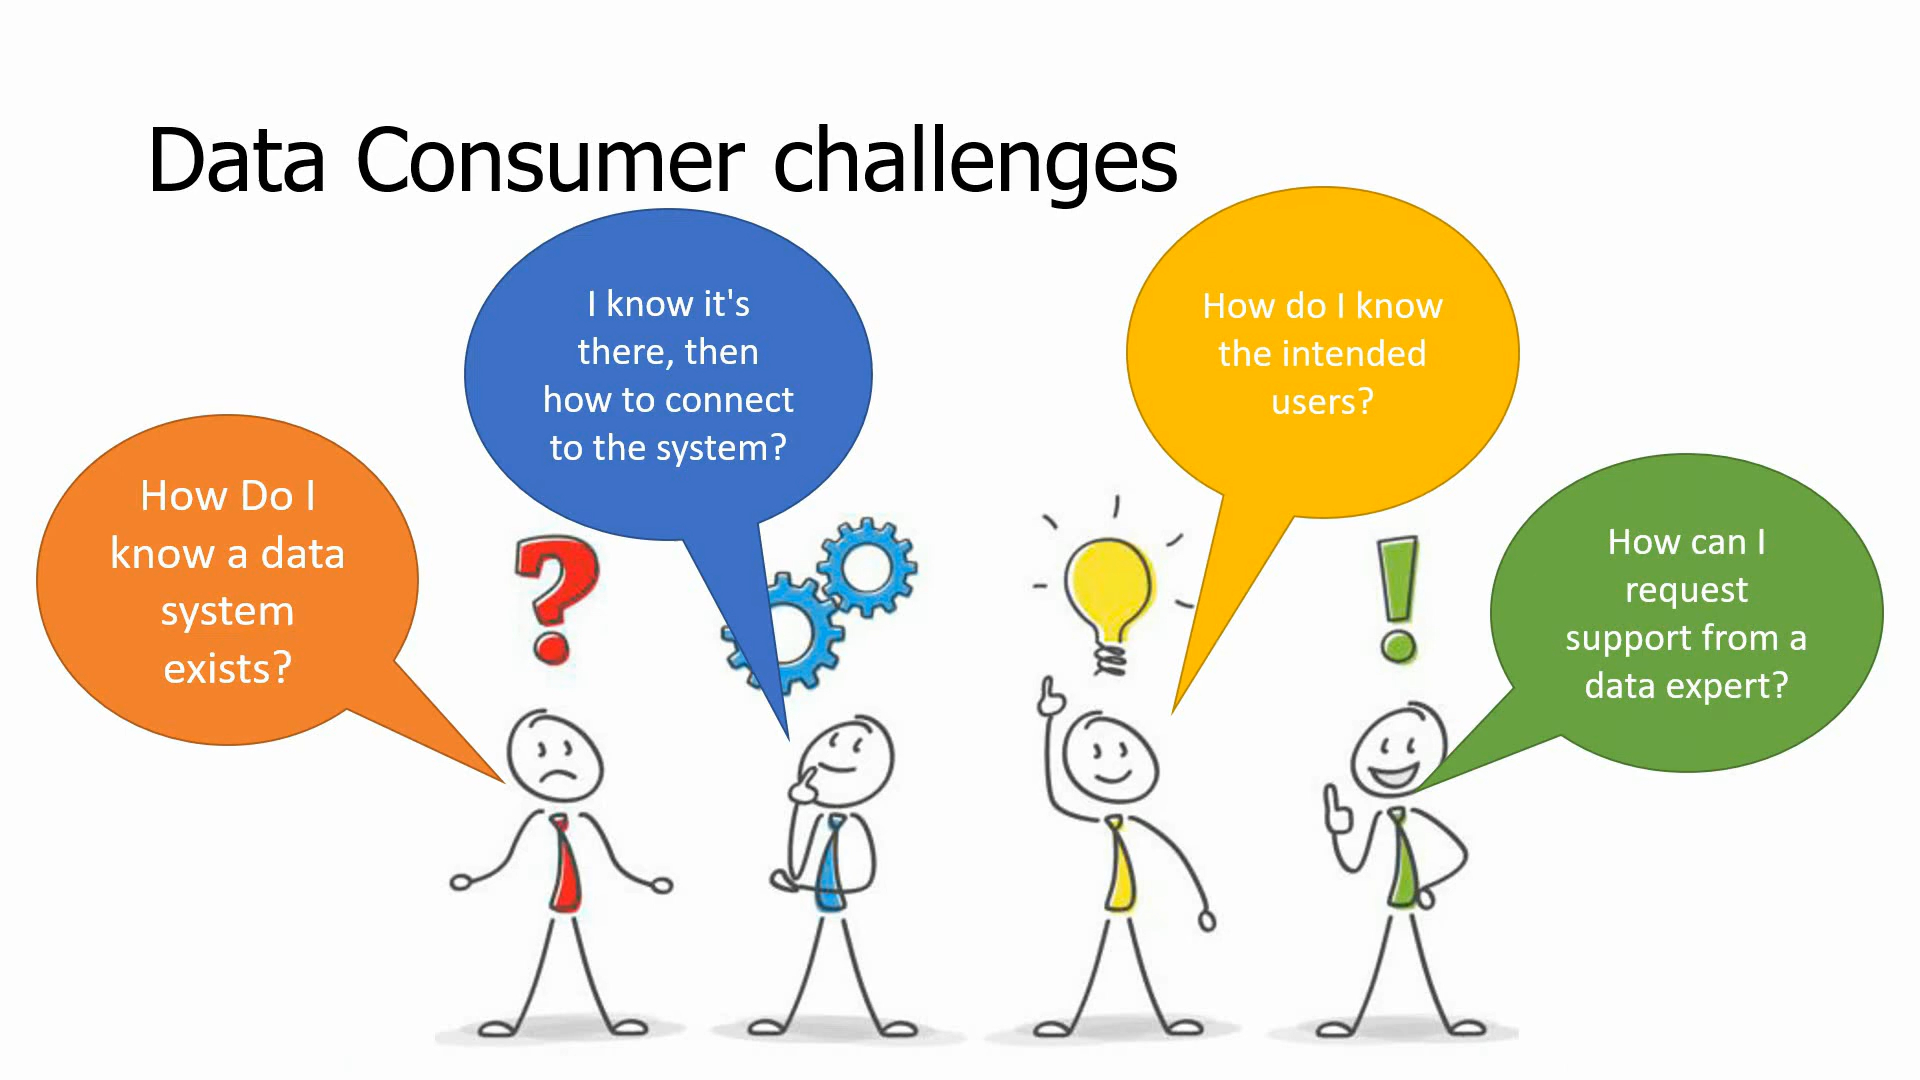 Data Consumer challenges
How Do I
know a data
system
exists?
I know it's
there, then
how to connect
to the system?
How do I know
the intended
users?
How can I
request
support from a
data expert?